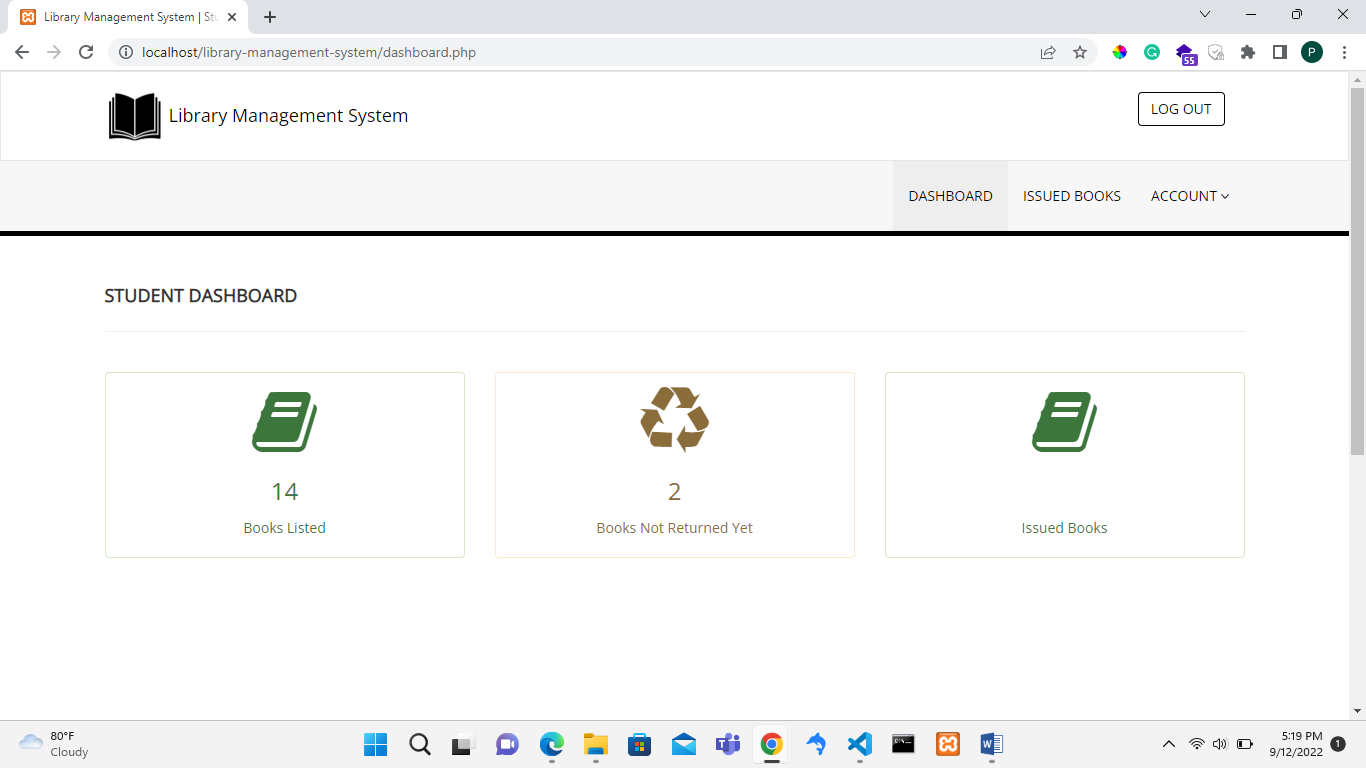 Library Management System | Stu
localhost/library-management-system/dashboard.php
55
P
Library Management System
LOG OUT
DASHBOARD
ISSUED BOOKS
ACCOUNT
STUDENT DASHBOARD
14
Books Listed
2
Books Not Returned Yet
Issued Books
80°F
Cloudy
5:19 PM
9/12/2022
1